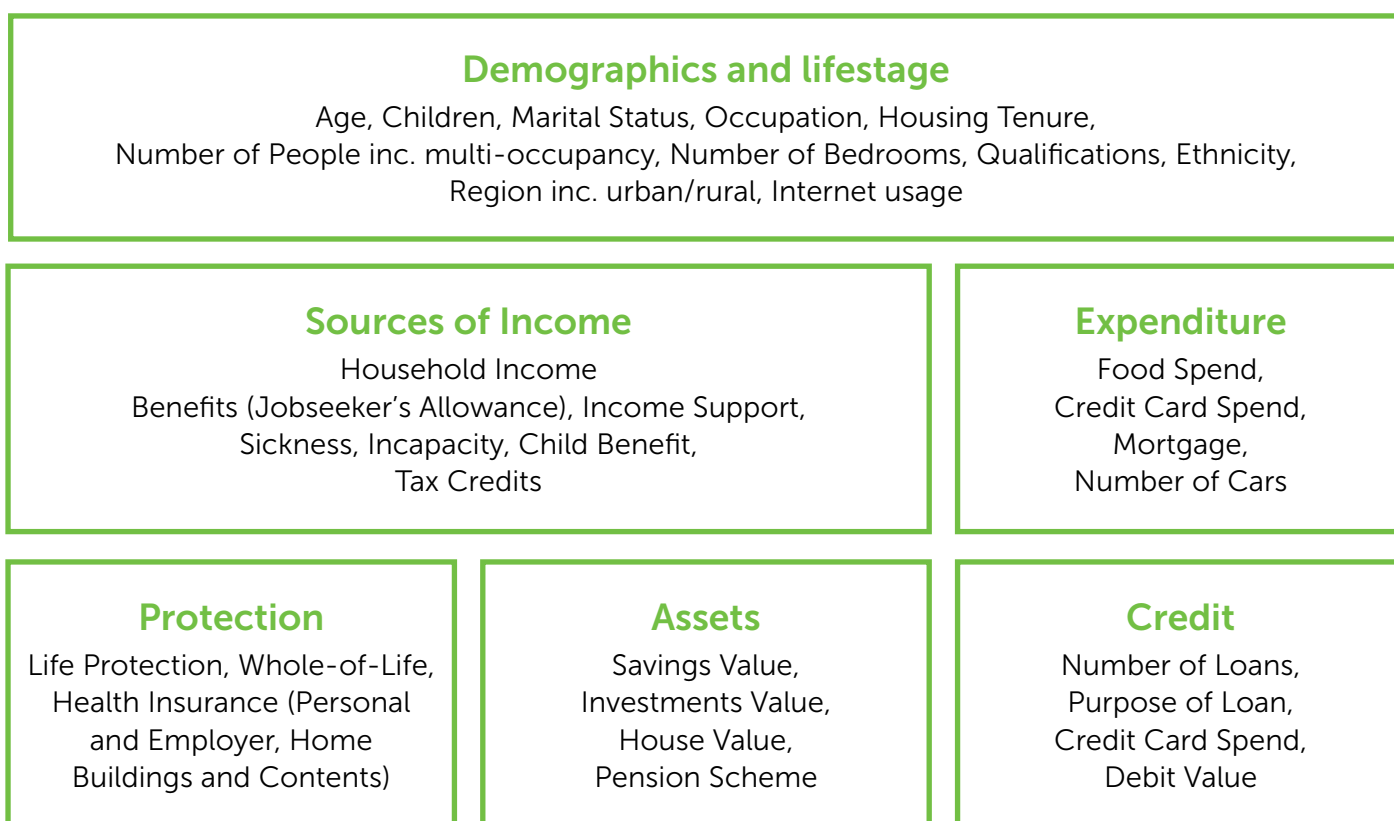 Demographics and lifestage
Age, Children, Marital Status, Occupation, Housing Tenure,
Number of People inc. multi-occupancy, Number of Bedrooms, Qualifications, Ethnicity,
Region inc. urban/rural, Internet usage
Sources of Income
Household Income
Benefits (Jobseeker’s Allowance), Income Support,
Sickness, Incapacity, Child Benefit,
Tax Credits
Expenditure
Food Spend,
Credit Card Spend,
Mortgage,
Number of Cars
Protection
Life Protection, Whole-of-Life,
Health Insurance (Personal
and Employer, Home
Buildings and Contents)
Assets
Savings Value,
Investments Value,
House Value,
Pension Scheme
Credit
Number of Loans,
Purpose of Loan,
Credit Card Spend,
Debit Value